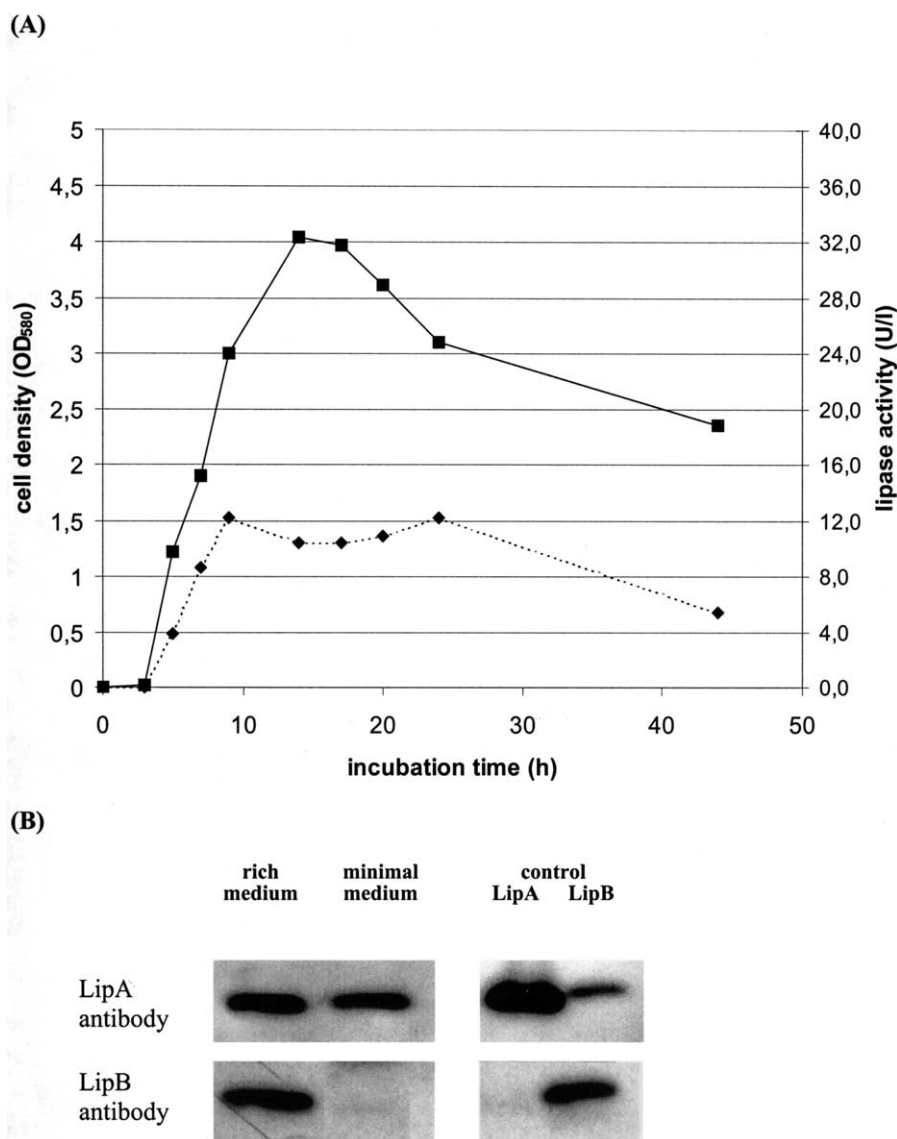 (A)
5
4,5
4
3,5
3
2,5
2
1,5
1
0,5
0
cell density (OD580)
40,0
36,0
32,0
28,0
24,0
20,0
16,0
12,0
8,0
4,0
0,0
lipase activity (U/l)
0 10 20 30 40 50
incubation time (h)
(B)
rich minimal control
medium medium LipA LipB
LipA
antibody
LipB
antibody